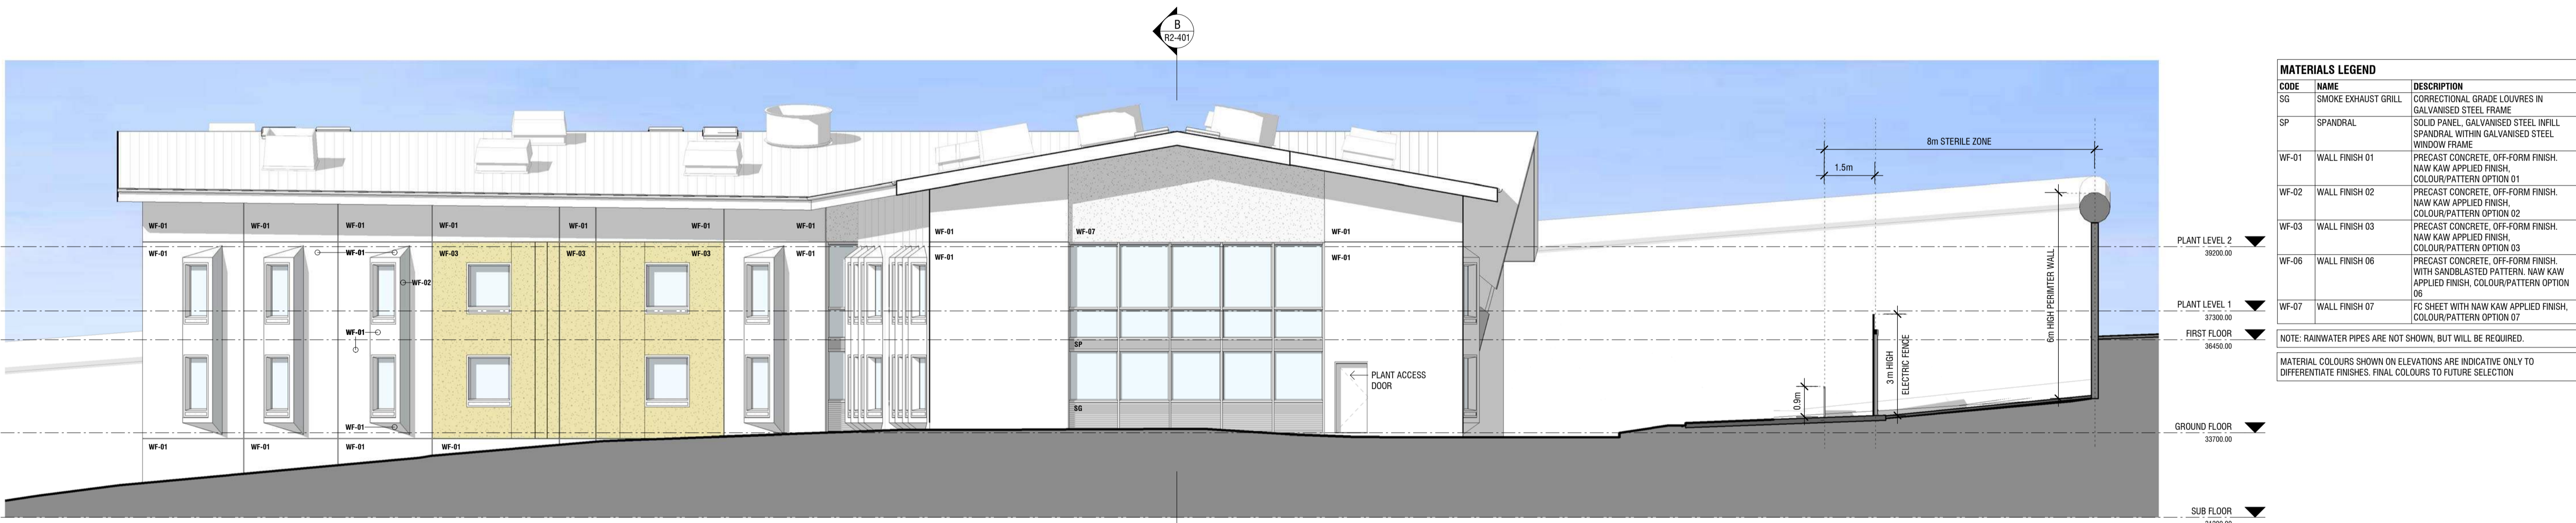 B
R2-401
8m STERILE ZONE
1.5m
WF-01
WF-01
WF-01
WF-01
WF-01
WF-01
WF-01
WF-01
WF-07
WF-01
WF-01
WF-01
WF-03
WF-03
WF-03
WF-01
WF-01
WF-01
WF-02
WF-01
WF-01
WF-01
WF-01
WF-01
WF-01
SP
SG
PLANT ACCESS
DOOR
0.9m
3 m HIGH
ELECTRIC FENCE
6m HIGH PERIMTER WALL
PLANT LEVEL 2
39200.00
PLANT LEVEL 1
37300.00
FIRST FLOOR
36450.00
GROUND FLOOR
33700.00
SUB FLOOR
MATERIALS LEGEND
CODE NAME DESCRIPTION
SG SMOKE EXHAUST GRILL CORRECTIONAL GRADE LOUVRES IN
GALVANISED STEEL FRAME
SP SPANDRAL SOLID PANEL, GALVANISED STEEL INFILL
SPANDRAL WITHIN GALVANISED STEEL
WINDOW FRAME
WF-01 WALL FINISH 01 PRECAST CONCRETE, OFF-FORM FINISH.
NAW KAW APPLIED FINISH,
COLOUR/PATTERN OPTION 01
WF-02 WALL FINISH 02 PRECAST CONCRETE, OFF-FORM FINISH.
NAW KAW APPLIED FINISH,
COLOUR/PATTERN OPTION 02
WF-03 WALL FINISH 03 PRECAST CONCRETE, OFF-FORM FINISH.
NAW KAW APPLIED FINISH,
COLOUR/PATTERN OPTION 03
WF-06 WALL FINISH 06 PRECAST CONCRETE, OFF-FORM FINISH.
WITH SANDBLASTED PATTERN. NAW KAW
APPLIED FINISH, COLOUR/PATTERN OPTION
06
WF-07 WALL FINISH 07 FC SHEET WITH NAW KAW APPLIED FINISH,
COLOUR/PATTERN OPTION 07
NOTE: RAINWATER PIPES ARE NOT SHOWN, BUT WILL BE REQUIRED.
MATERIAL COLOURS SHOWN ON ELEVATIONS ARE INDICATIVE ONLY TO
DIFFERENTIATE FINISHES. FINAL COLOURS TO FUTURE SELECTION